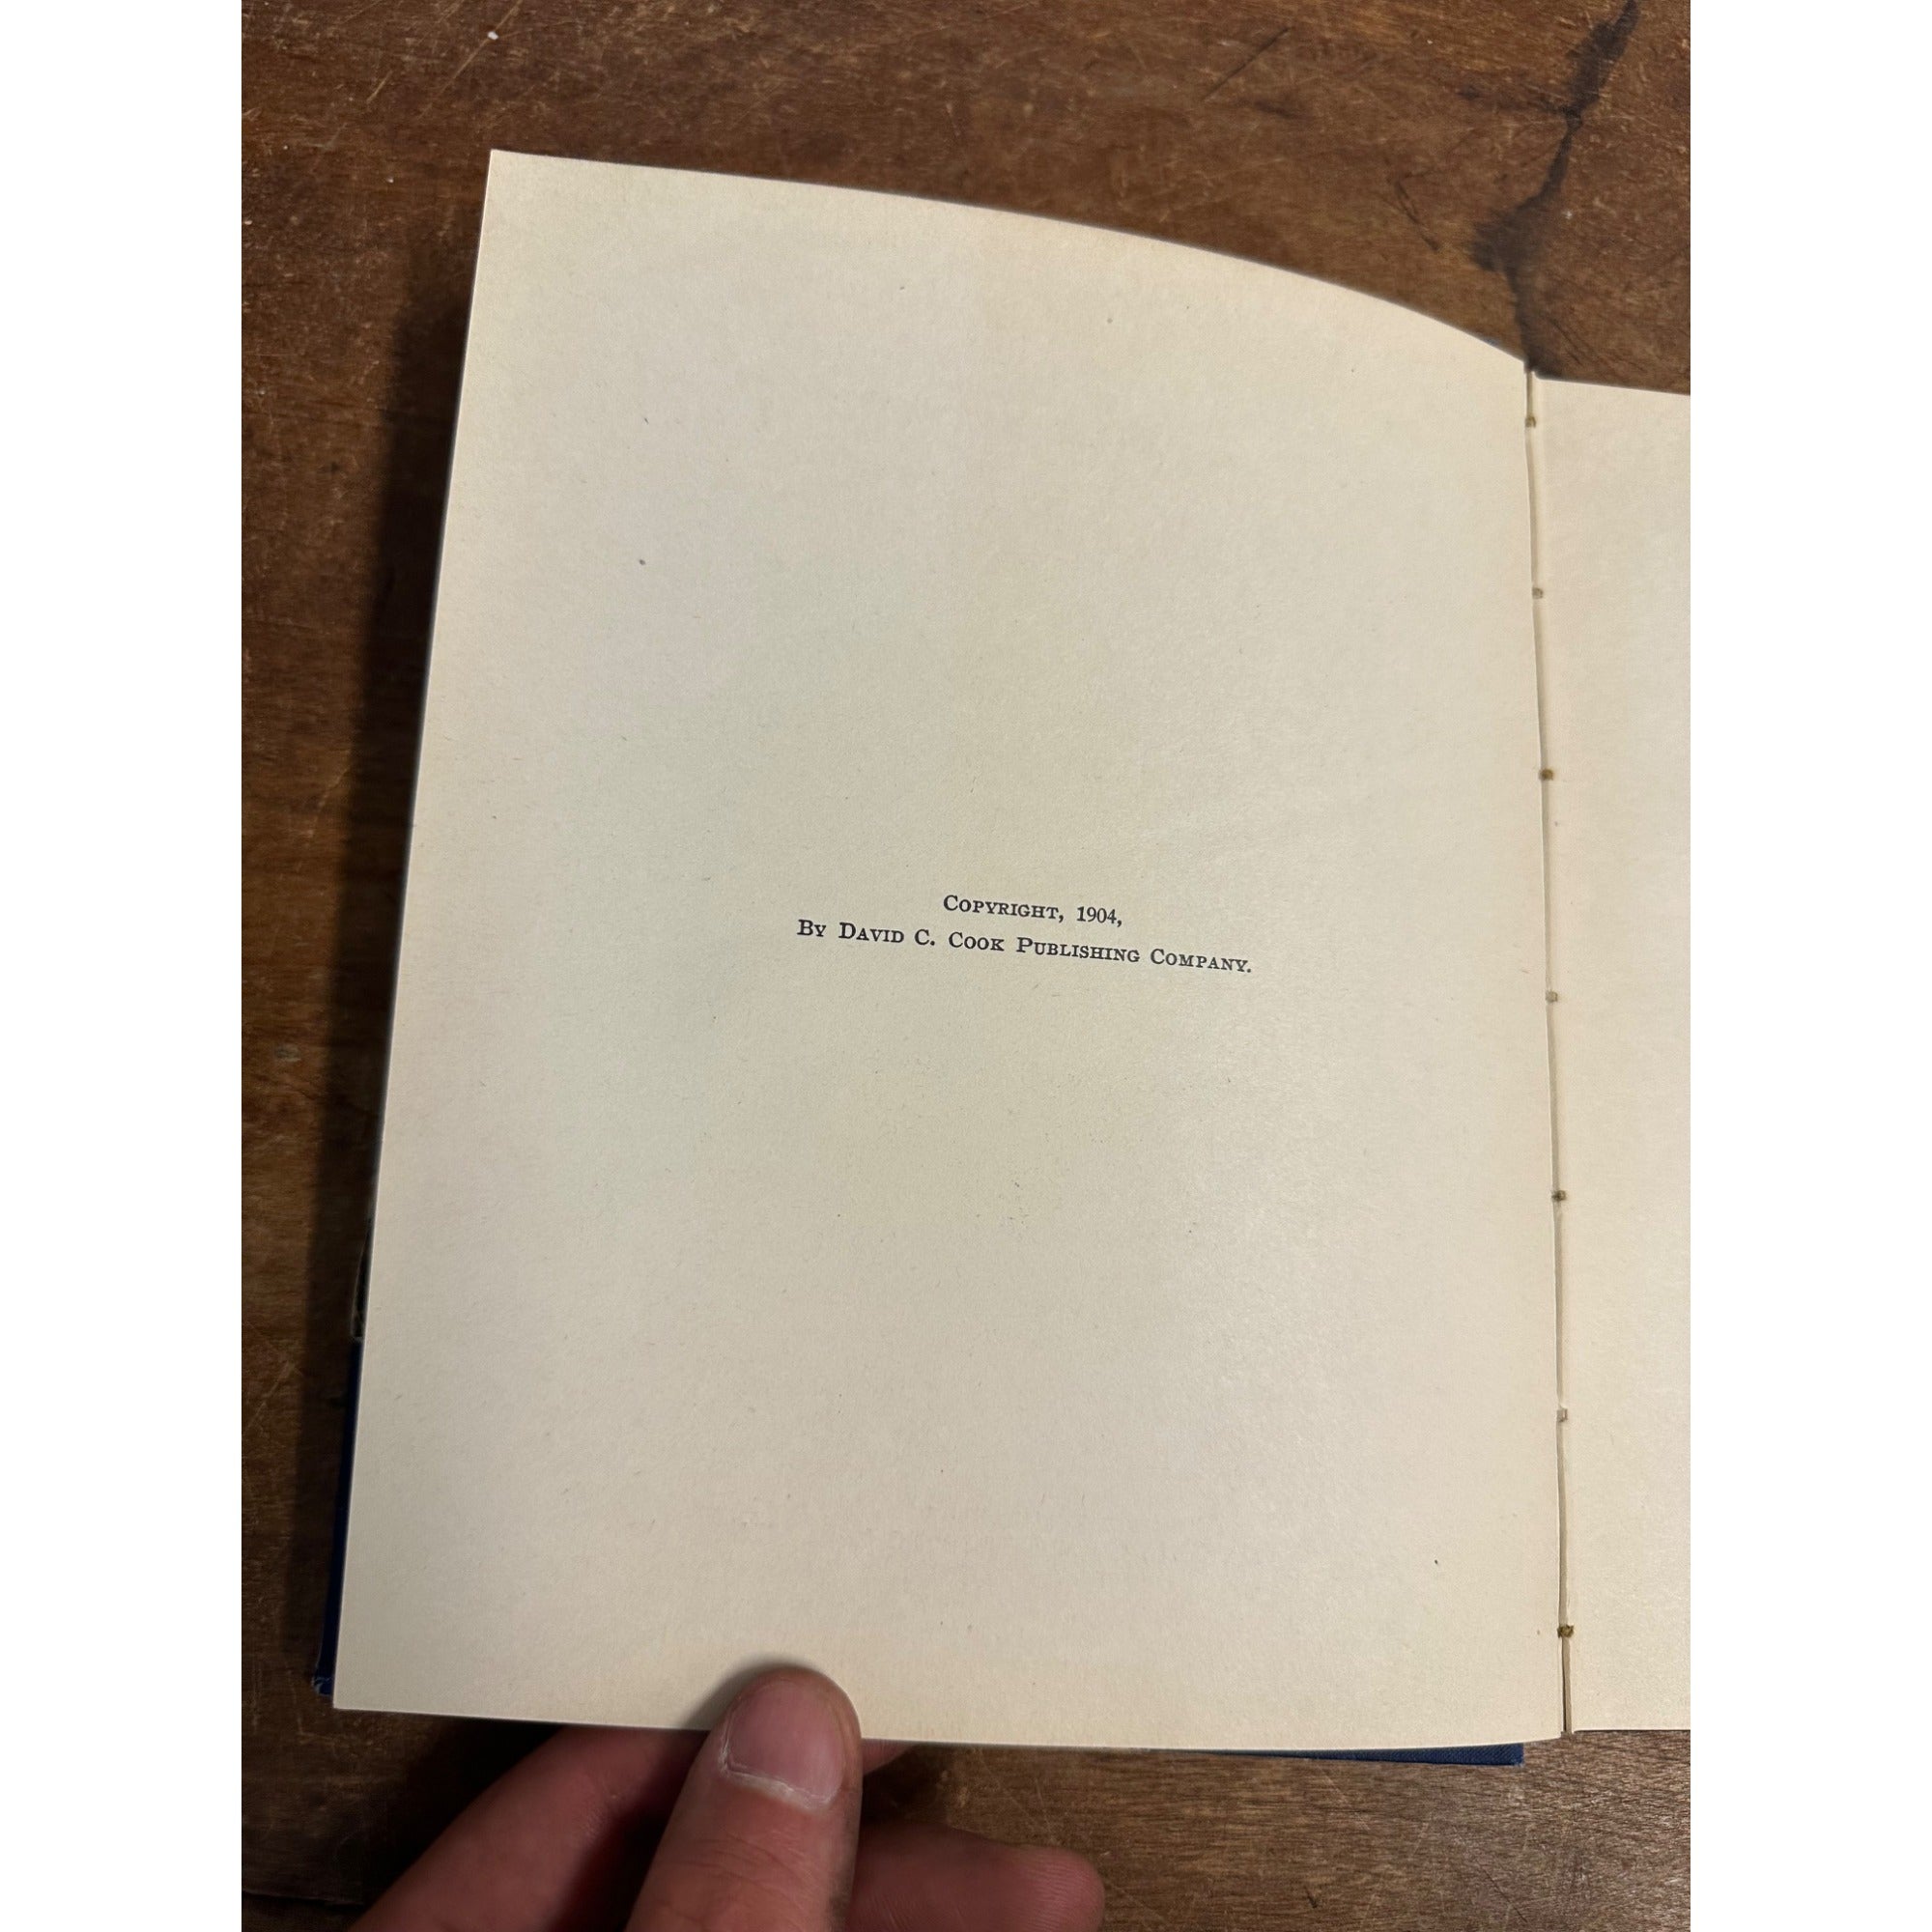 Copyright, 1904,
By David C. Cook Publishing Company.